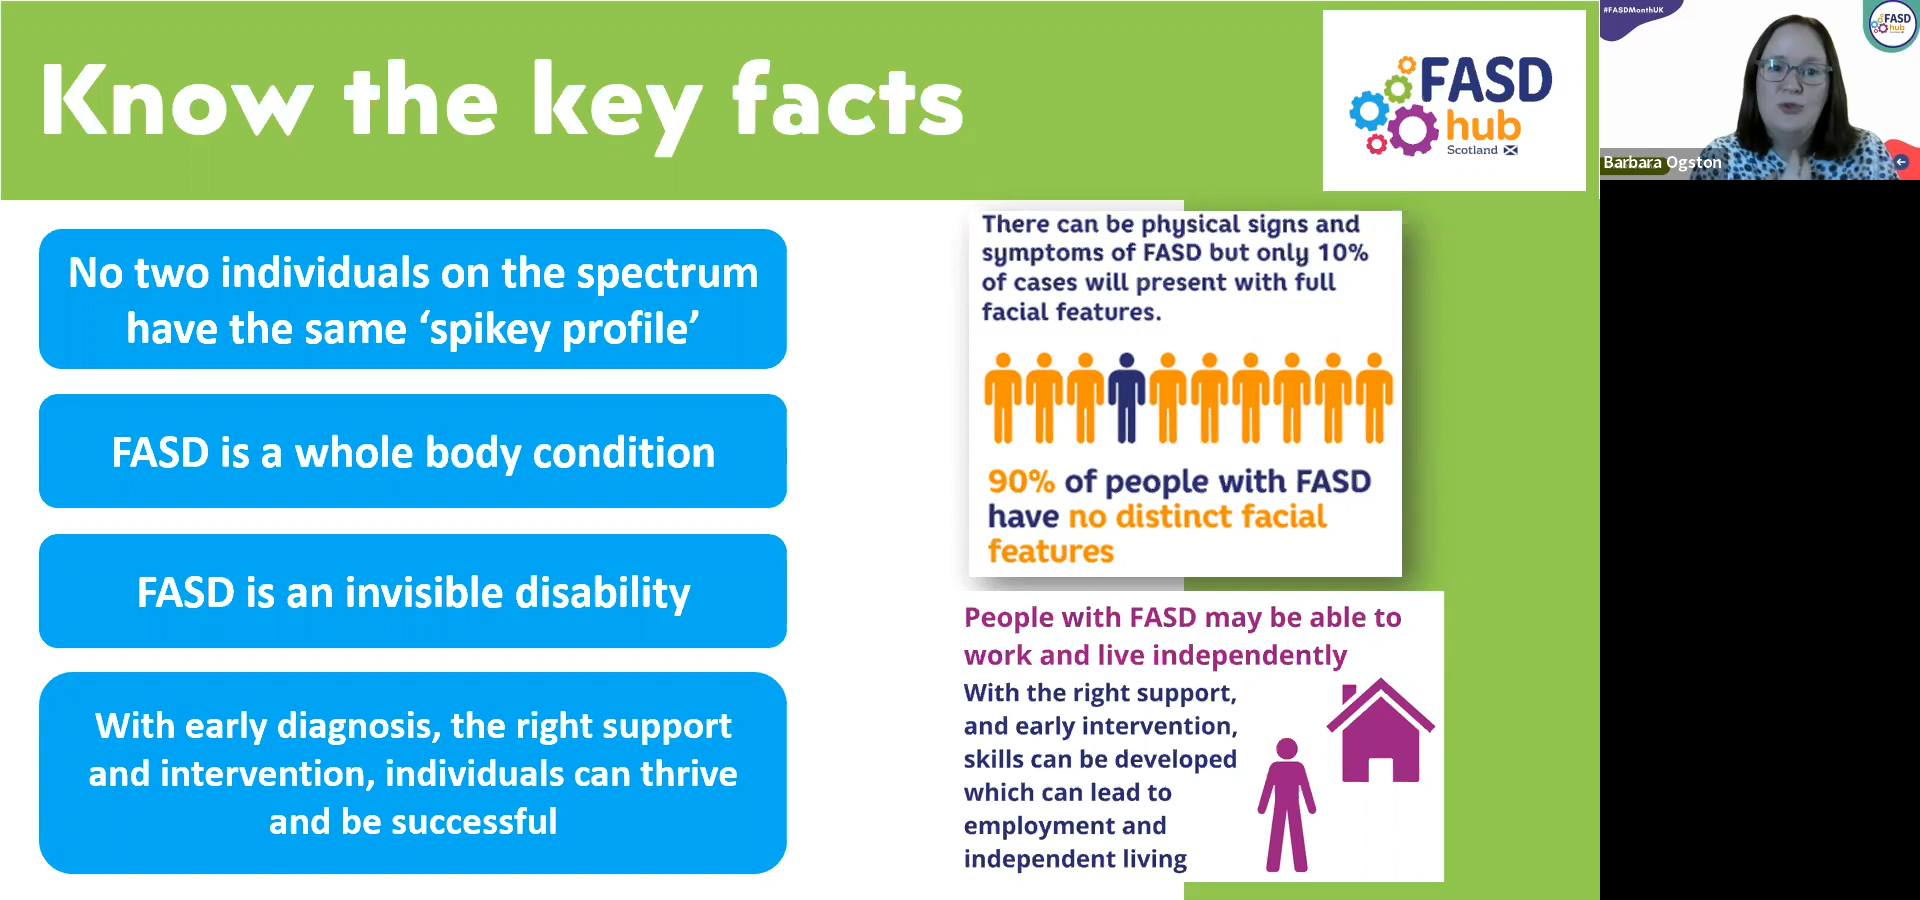 Know the key facts
FASD
hub
Scotland
#FASDMonthUK
FASD
hub
Barbara Ogston
No two individuals on the spectrum
have the same ‘spikey profile’
FASD is a whole body condition
FASD is an invisible disability
With early diagnosis, the right support
and intervention, individuals can thrive
and be successful
There can be physical signs and
symptoms of FASD but only 10%
of cases will present with full
facial features.
90% of people with FASD
have no distinct facial
features
People with FASD may be able to
work and live independently
With the right support,
and early intervention,
skills can be developed
which can lead to
employment and
independent living